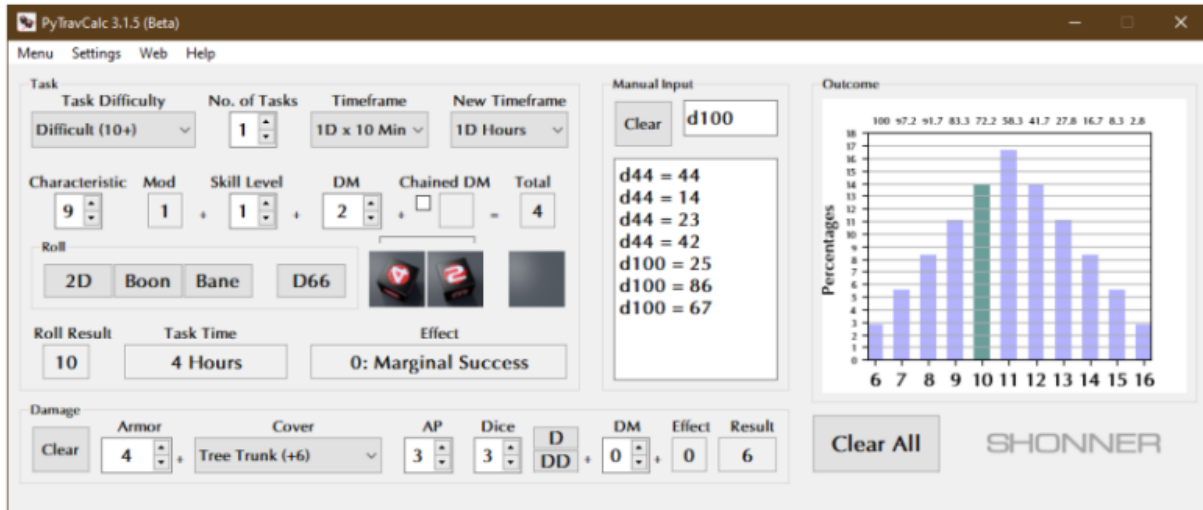 PyTravCalc 3.1.5 (Beta)
Menu Settings Web Help
Task
Task Difficulty No. of Tasks Timeframe New Timeframe
Difficult (10+) 1 1D x 10 Min 1D Hours
Characteristic Mod Skill Level DM Chained DM Total
9 1 + 1 + 2 + = 4
Roll
2D Boon Bane D66
4 2
Roll Result Task Time Effect
10 4 Hours 0: Marginal Success
Manual Input
Clear d100
d44 = 44
d44 = 14
d44 = 23
d44 = 42
d100 = 25
d100 = 86
d100 = 67
Outcome
100 97.2 91.7 83.3 72.2 58.3 41.7 27.8 16.7 8.3 2.8
Percentages
18
17
16
15
14
13
12
11
10
9
8
7
6
5
4
3
2
1
0
6 7 8 9 10 11 12 13 14 15 16
Damage
Armor Cover AP Dice DM Effect Result
Clear 4 + Tree Trunk (+6) 3 3 D + 0 + 0 6
DD
Clear All
SHONNER